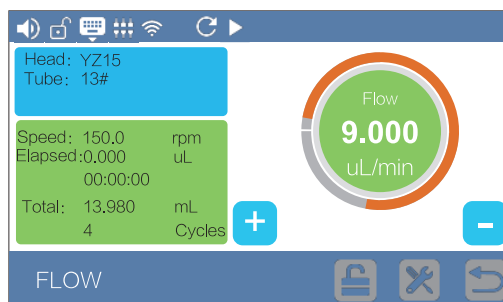 Head: YZ15
Tube: 13#
Speed: 150.0 rpm
Elapsed:0.000 uL
00:00:00
Total: 13.980 mL
4 Cycles
Flow
9.000
uL/min
+
-
FLOW